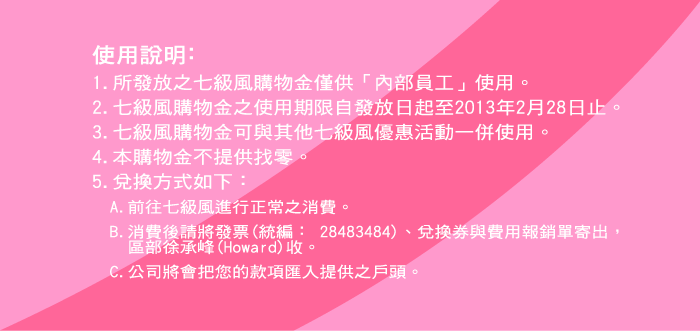 使用說明:
1.所發放之七級風購物金僅供「內部員工」使用。
2.七級風購物金之使用期限自發放日起至2013年2月28日止。
3.七級風購物金可與其他七級風優惠活動一併使用。
4.本購物金不提供找零。
5.兌換方式如下：
A.前往七級風進行正常之消費。
B.消費後請將發票(統編： 28483484)、兌換券與費用報銷單寄出，
區部徐承峰(Howard)收。
C.公司將會把您的款項匯入提供之戶頭。